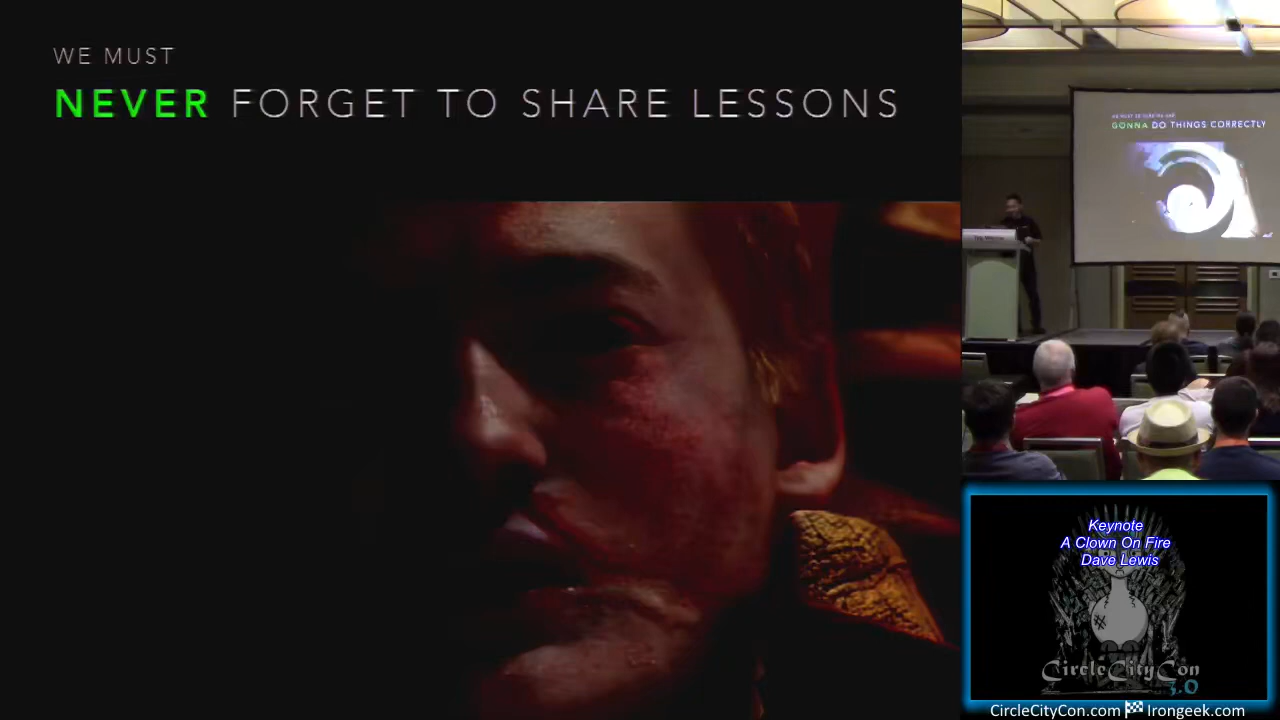 WE MUST
NEVER FORGET TO SHARE LESSONS
GONNA DO THINGS CORRECTLY
Keynote
A Clown On Fire
Dave Lewis
CircleCityCon
3.0
CircleCityCon.com Irongeek.com